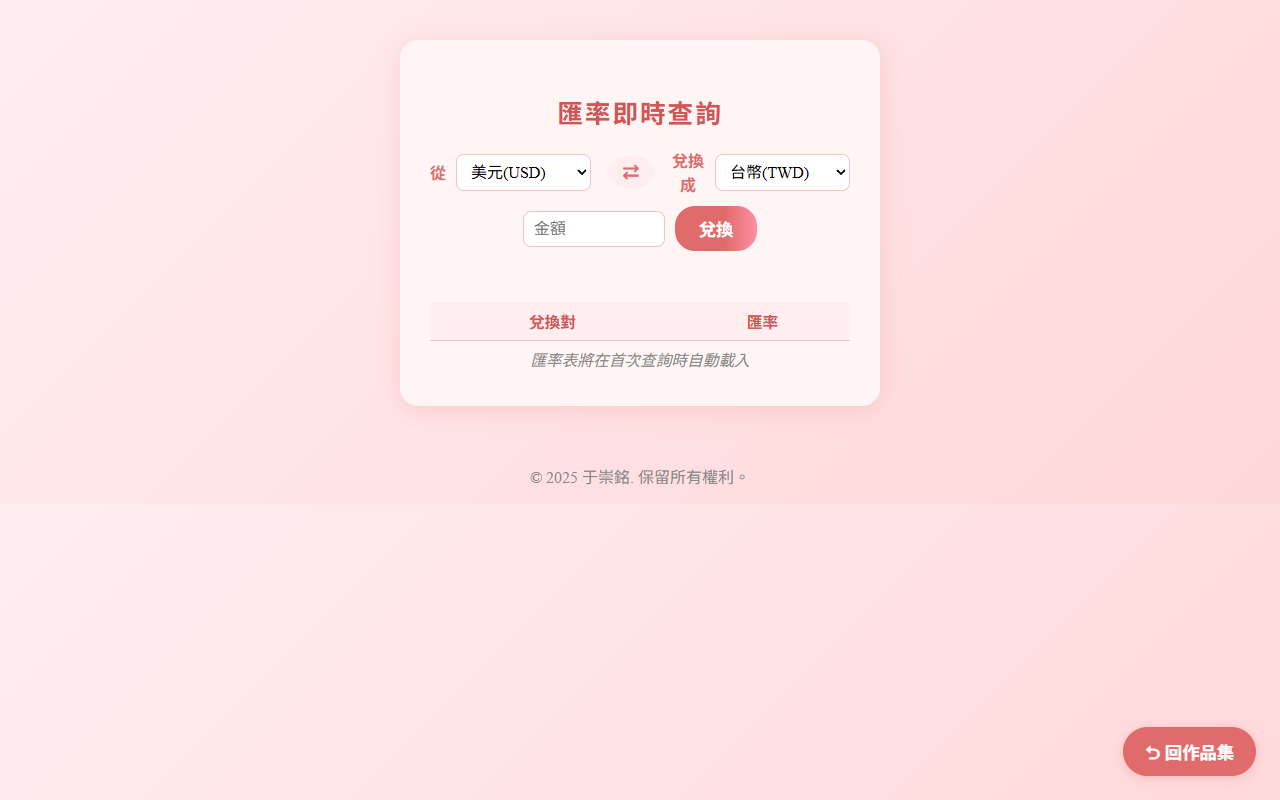 匯率即時查詢
從 美元(USD) ⇄ 兌換成 台幣(TWD)
金額 兌換
兌換對 匯率
匯率表將在首次查詢時自動載入
© 2025 于崇銘. 保留所有權利。
⮌ 回作品集